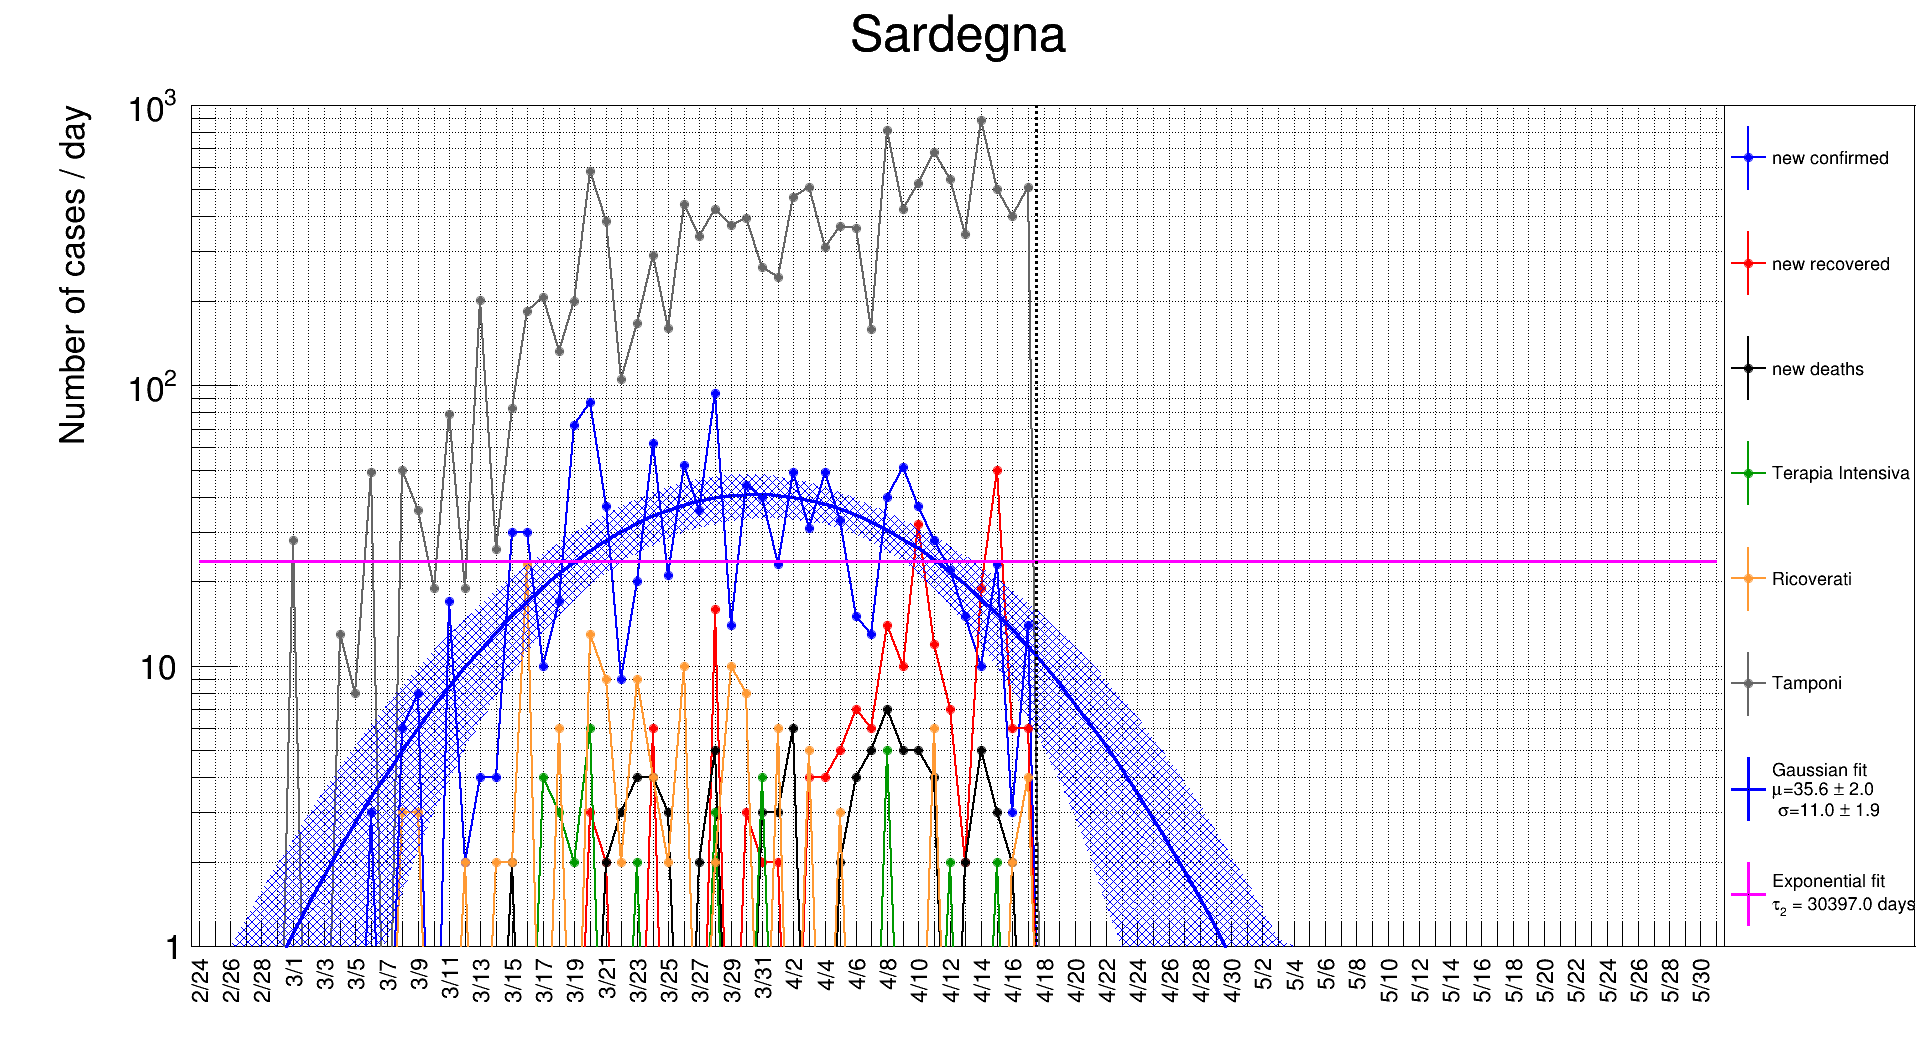 Sardegna
Number of cases / day
10³
10²
10
1
2/24 2/26 2/28 3/1 3/3 3/5 3/7 3/9 3/11 3/13 3/15 3/17 3/19 3/21 3/23 3/25 3/27 3/29 3/31 4/2 4/4 4/6 4/8 4/10 4/12 4/14 4/16 4/18 4/20 4/22 4/24 4/26 4/28 4/30 5/2 5/4 5/6 5/8 5/10 5/12 5/14 5/16 5/18 5/20 5/22 5/24 5/26 5/28 5/30
new confirmed
new recovered
new deaths
Terapia Intensiva
Ricoverati
Tamponi
Gaussian fit
μ=35.6 ± 2.0
σ=11.0 ± 1.9
Exponential fit
τ₂ = 30397.0 days